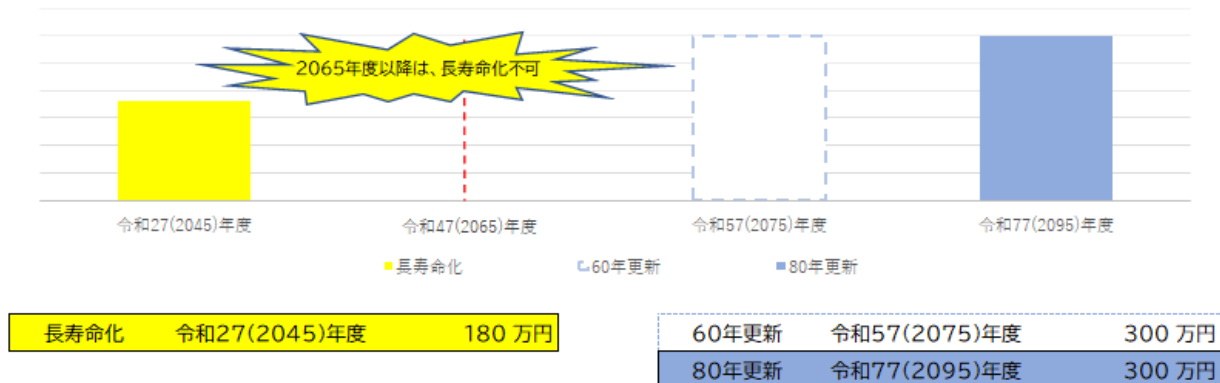 2065年度以降は、長寿命化不可
令和27(2045)年度 令和47(2065)年度 令和57(2075)年度 令和77(2095)年度
長寿命化 60年更新 80年更新
長寿命化 令和27(2045)年度 180 万円
60年更新 令和57(2075)年度 300 万円
80年更新 令和77(2095)年度 300 万円